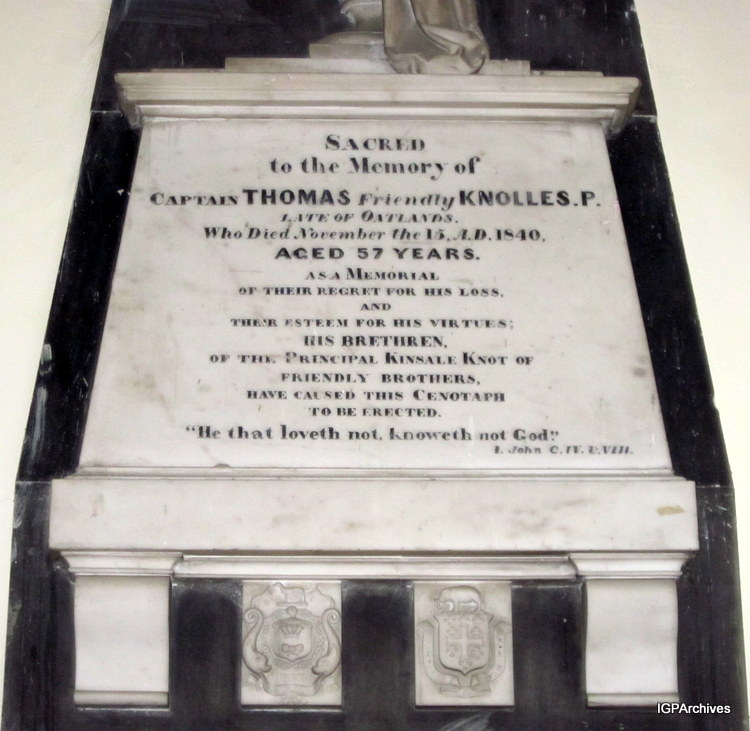 SACRED
to the Memory of
CAPTAIN THOMAS Friendly KNOLLES.P.
LATE OF OATLANDS.
Who Died November the 15, A.D. 1840,
AGED 57 YEARS.
AS A MEMORIAL
OF THEIR REGRET FOR HIS LOSS,
AND
THEIR ESTEEM FOR HIS VIRTUES;
HIS BRETHREN,
OF THE PRINCIPAL KINSALE KNOT OF
FRIENDLY BROTHERS,
HAVE CAUSED THIS CENOTAPH
TO BE ERECTED.
"He that loveth not, knoweth not God."
I. John C.IV. V.VIII.
IGPArchives